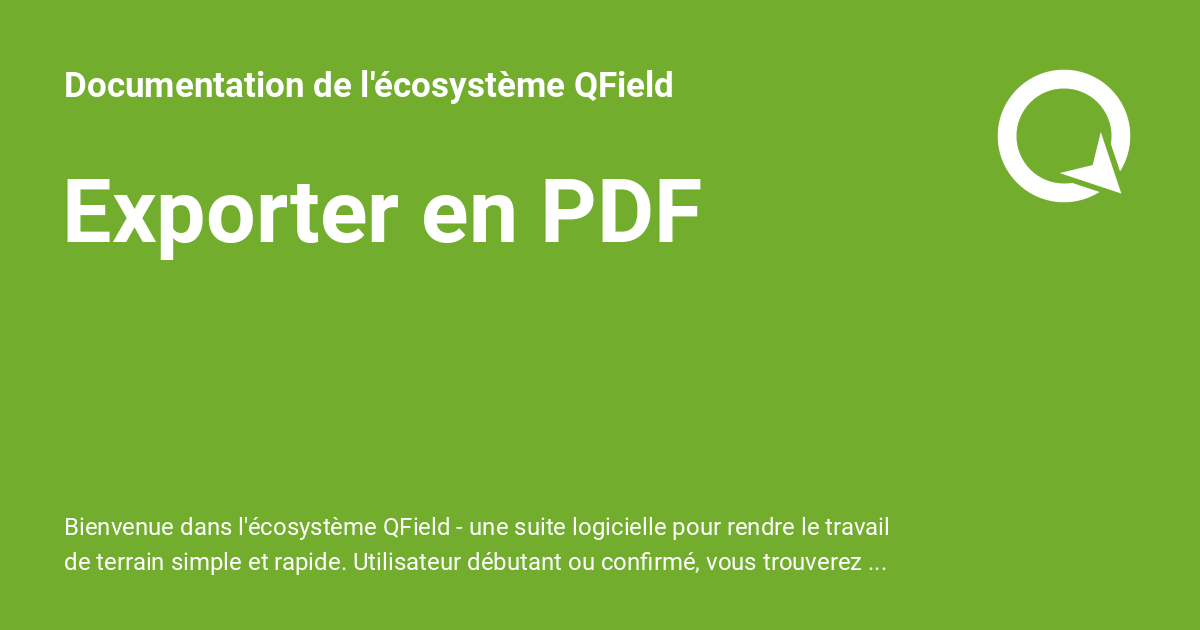 Documentation de l'écosystème QField
Exporter en PDF
Bienvenue dans l'écosystème QField - une suite logicielle pour rendre le travail
de terrain simple et rapide. Utilisateur débutant ou confirmé, vous trouverez ...